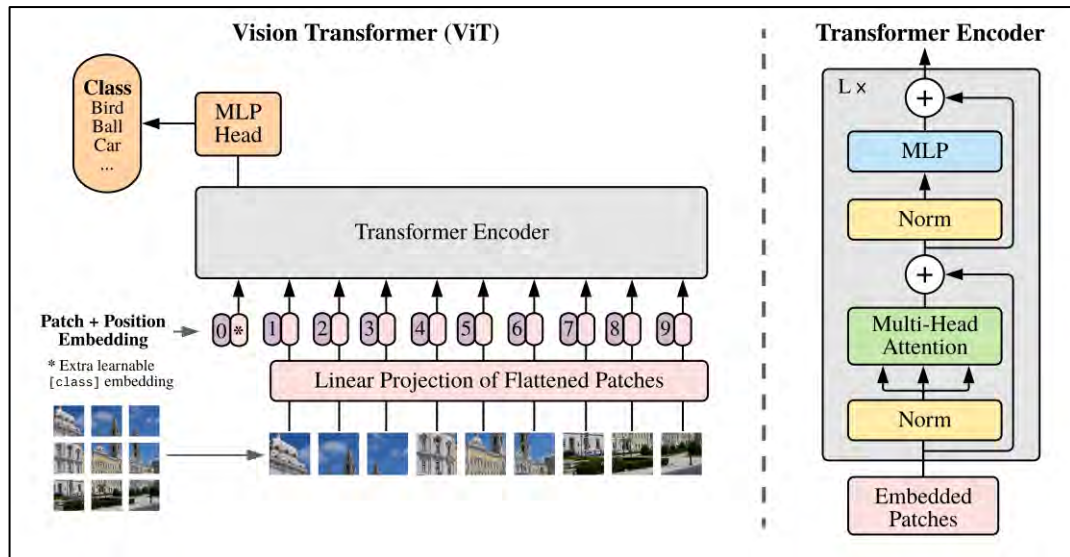 Vision Transformer (ViT)
Class
Bird
Ball
Car
...
MLP
Head
Transformer Encoder
Patch + Position
Embedding
0 * 1 2 3 4 5 6 7 8 9
* Extra learnable
[class] embedding
Linear Projection of Flattened Patches
Transformer Encoder
L ×
+
MLP
Norm
+
Multi-Head
Attention
Norm
Embedded
Patches